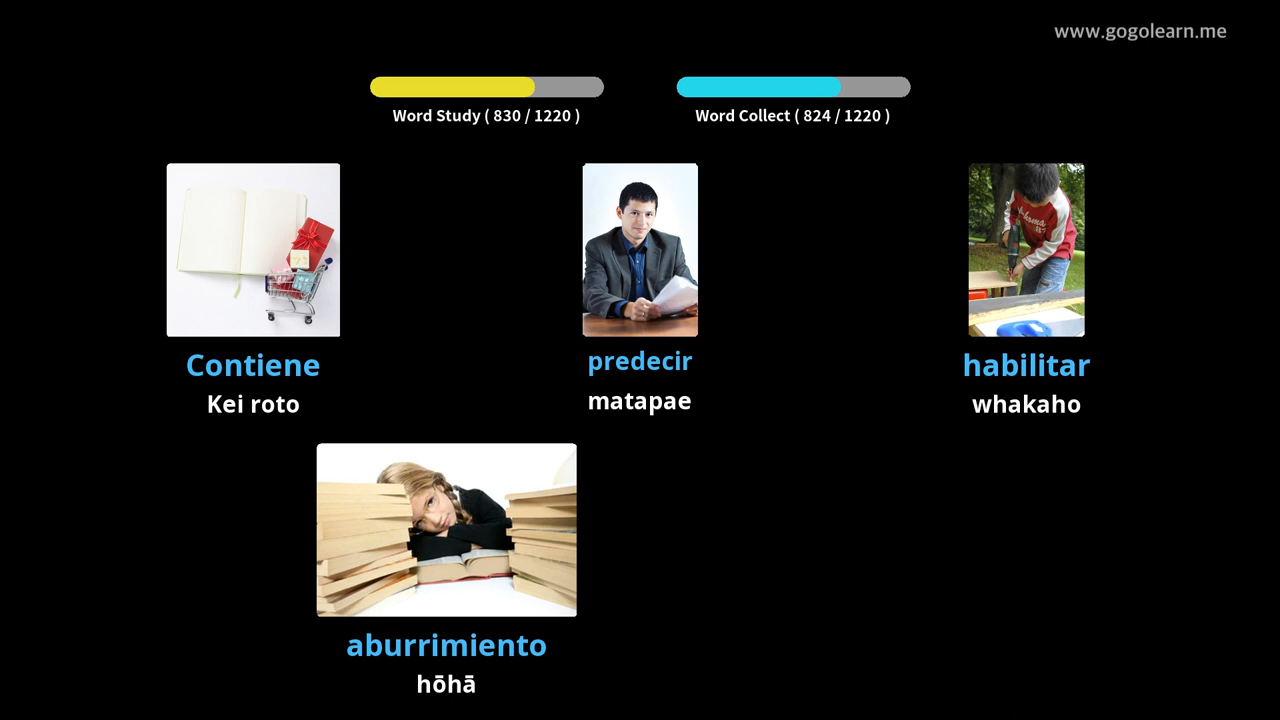 www.gogolearn.me
Word Study ( 830 / 1220 )
Word Collect ( 824 / 1220 )
Contiene
Kei roto
predecir
matapae
habilitar
whakaho
aburrimiento
hōhā